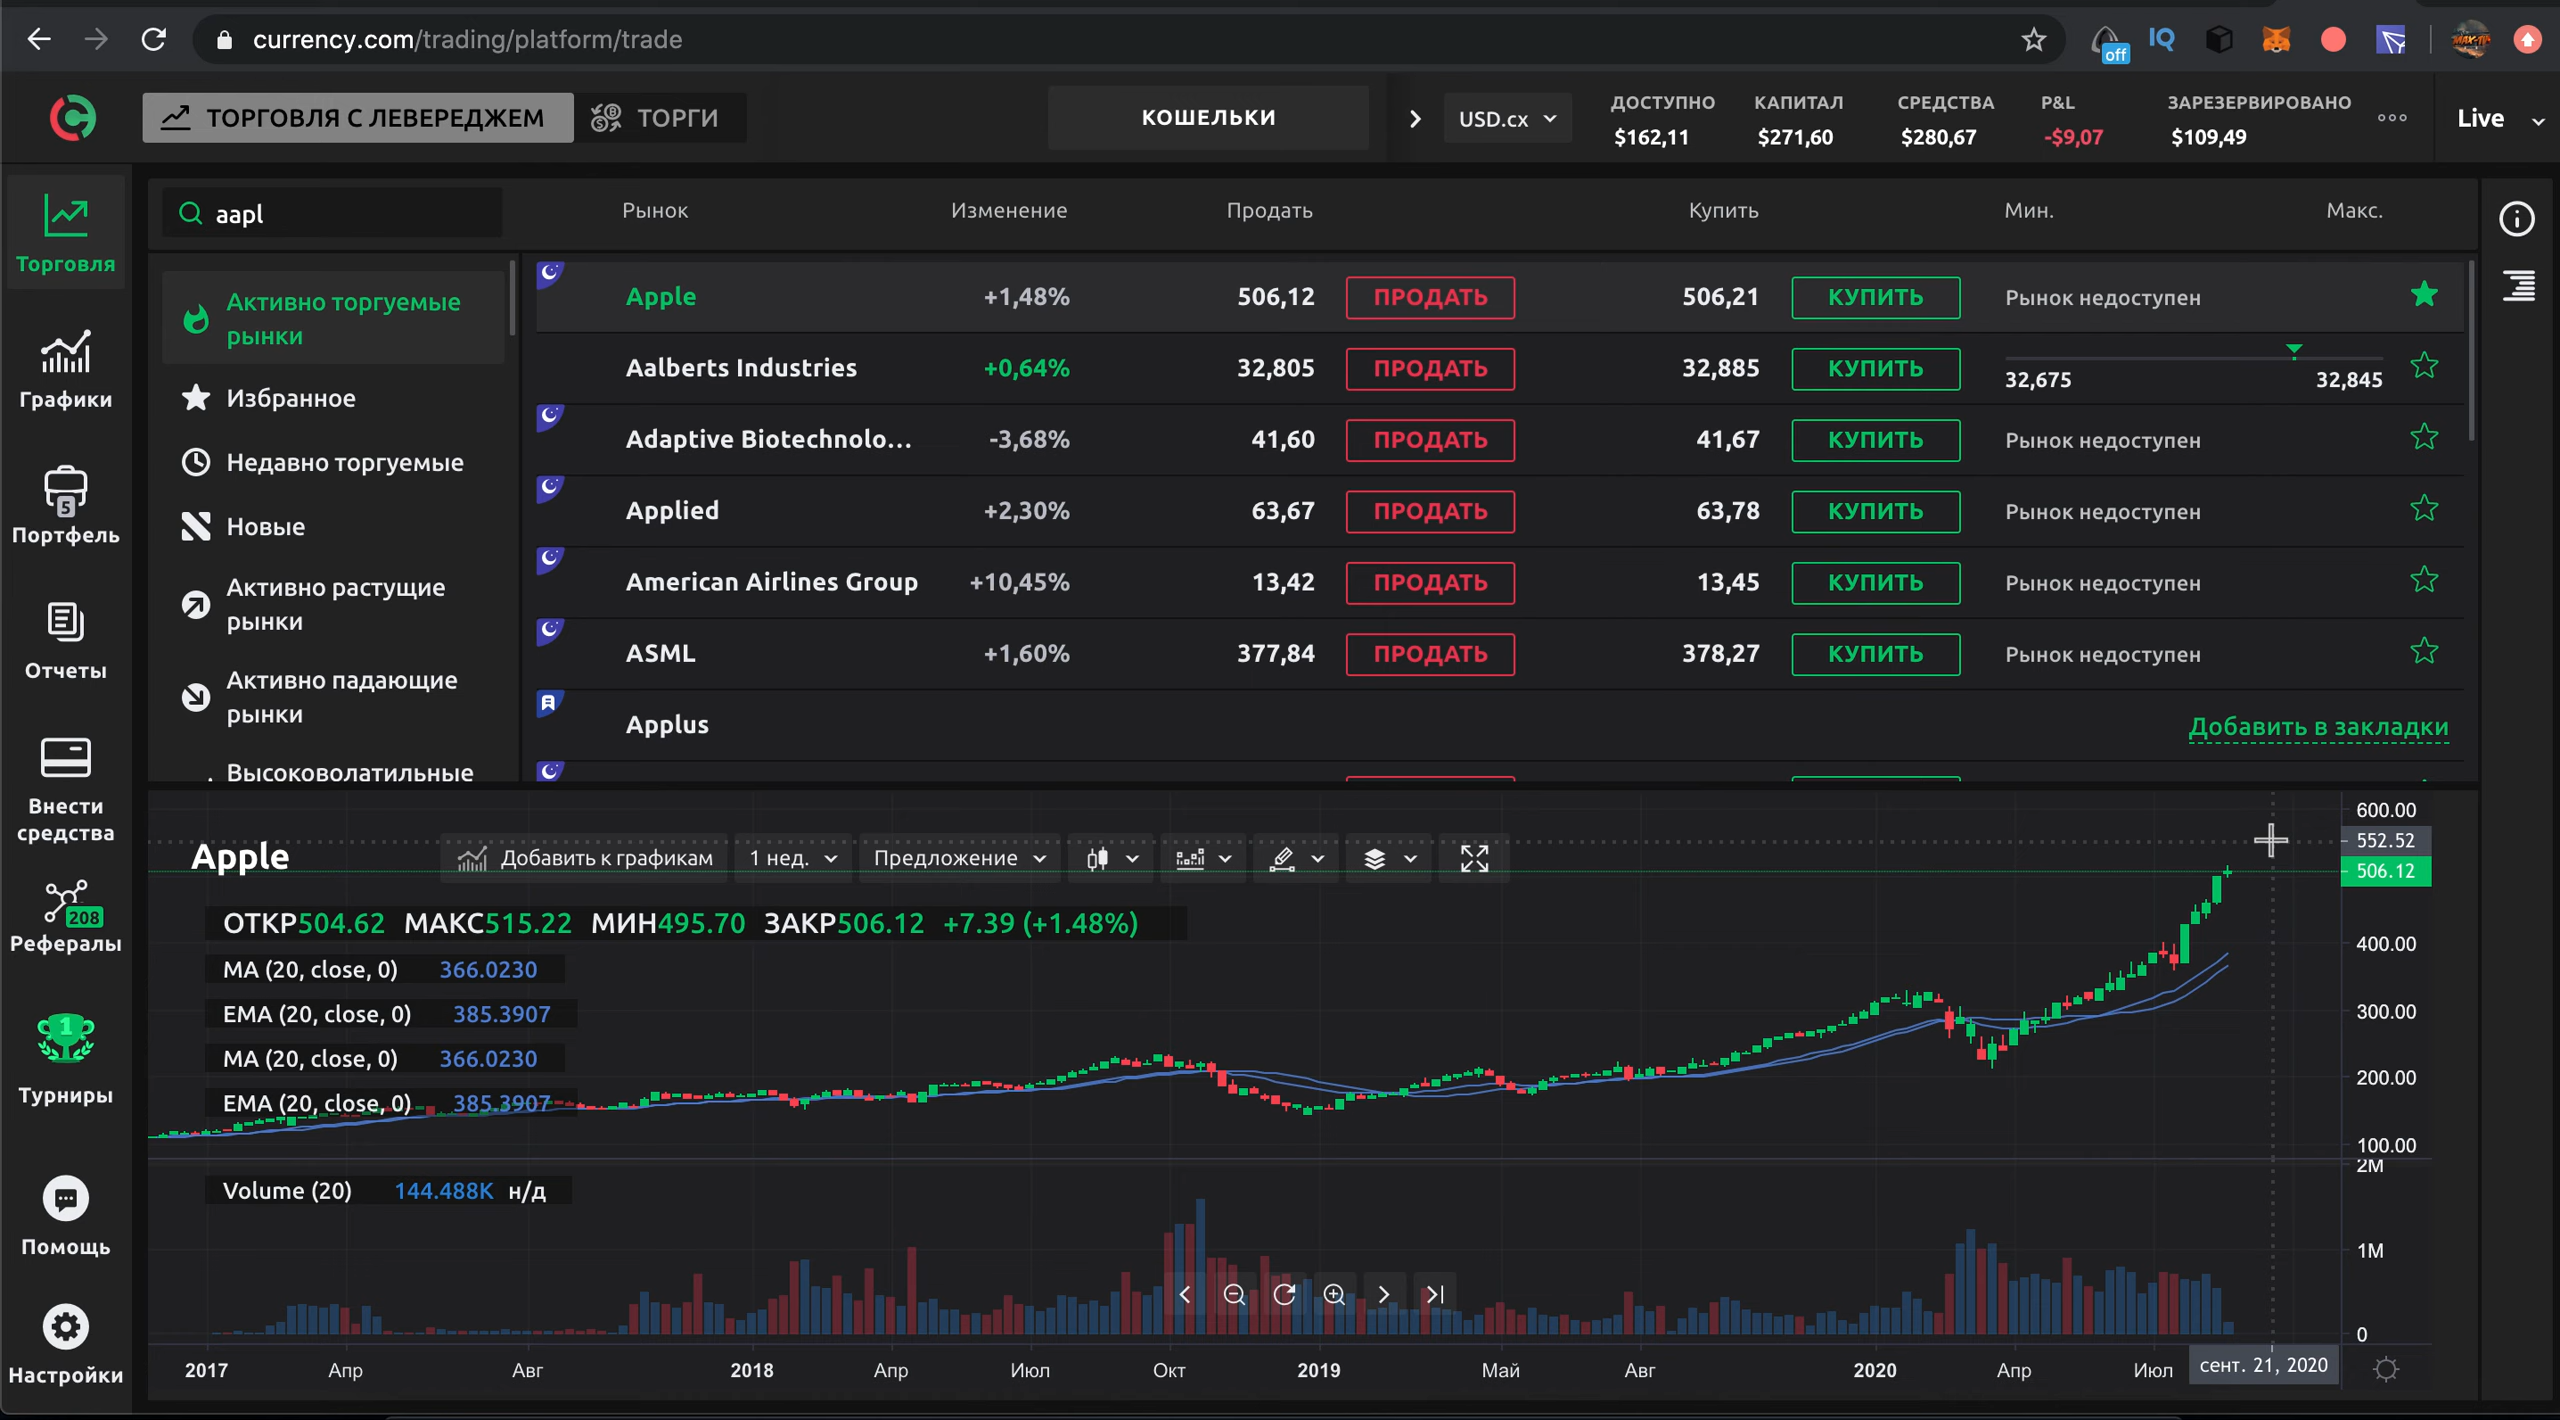 currency.com/trading/platform/trade
off
IQ
ТОРГОВЛЯ С ЛЕВЕРЕДЖЕМ
ТОРГИ
КОШЕЛЬКИ
USD.cx
ДОСТУПНО
$162,11
КАПИТАЛ
$271,60
СРЕДСТВА
$280,67
P&L
-$9,07
ЗАРЕЗЕРВИРОВАНО
$109,49
Live
Торговля
Графики
5
Портфель
Отчеты
Внести
средства
208
Рефералы
1
Турниры
Помощь
Настройки
aapl
Активно торгуемые
рынки
Избранное
Недавно торгуемые
Новые
Активно растущие
рынки
Активно падающие
рынки
Высоковолатильные
Рынок Изменение Продать Купить Мин. Макс.
Apple +1,48% 506,12 ПРОДАТЬ 506,21 КУПИТЬ Рынок недоступен
Aalberts Industries +0,64% 32,805 ПРОДАТЬ 32,885 КУПИТЬ 32,675 32,845
Adaptive Biotechnolo... -3,68% 41,60 ПРОДАТЬ 41,67 КУПИТЬ Рынок недоступен
Applied +2,30% 63,67 ПРОДАТЬ 63,78 КУПИТЬ Рынок недоступен
American Airlines Group +10,45% 13,42 ПРОДАТЬ 13,45 КУПИТЬ Рынок недоступен
ASML +1,60% 377,84 ПРОДАТЬ 378,27 КУПИТЬ Рынок недоступен
Applus Добавить в закладки
Apple Добавить к графикам 1 нед. Предложение
ОТКР504.62 МАКС515.22 МИН495.70 ЗАКР506.12 +7.39 (+1.48%)
MA (20, close, 0) 366.0230
EMA (20, close, 0) 385.3907
MA (20, close, 0) 366.0230
EMA (20, close, 0) 385.3907
600.00
552.52
506.12
400.00
300.00
200.00
100.00
Volume (20) 144.488K н/д
2M
1M
0
2017 Апр Авг 2018 Апр Июл Окт 2019 Май Авг 2020 Апр Июл сент. 21, 2020